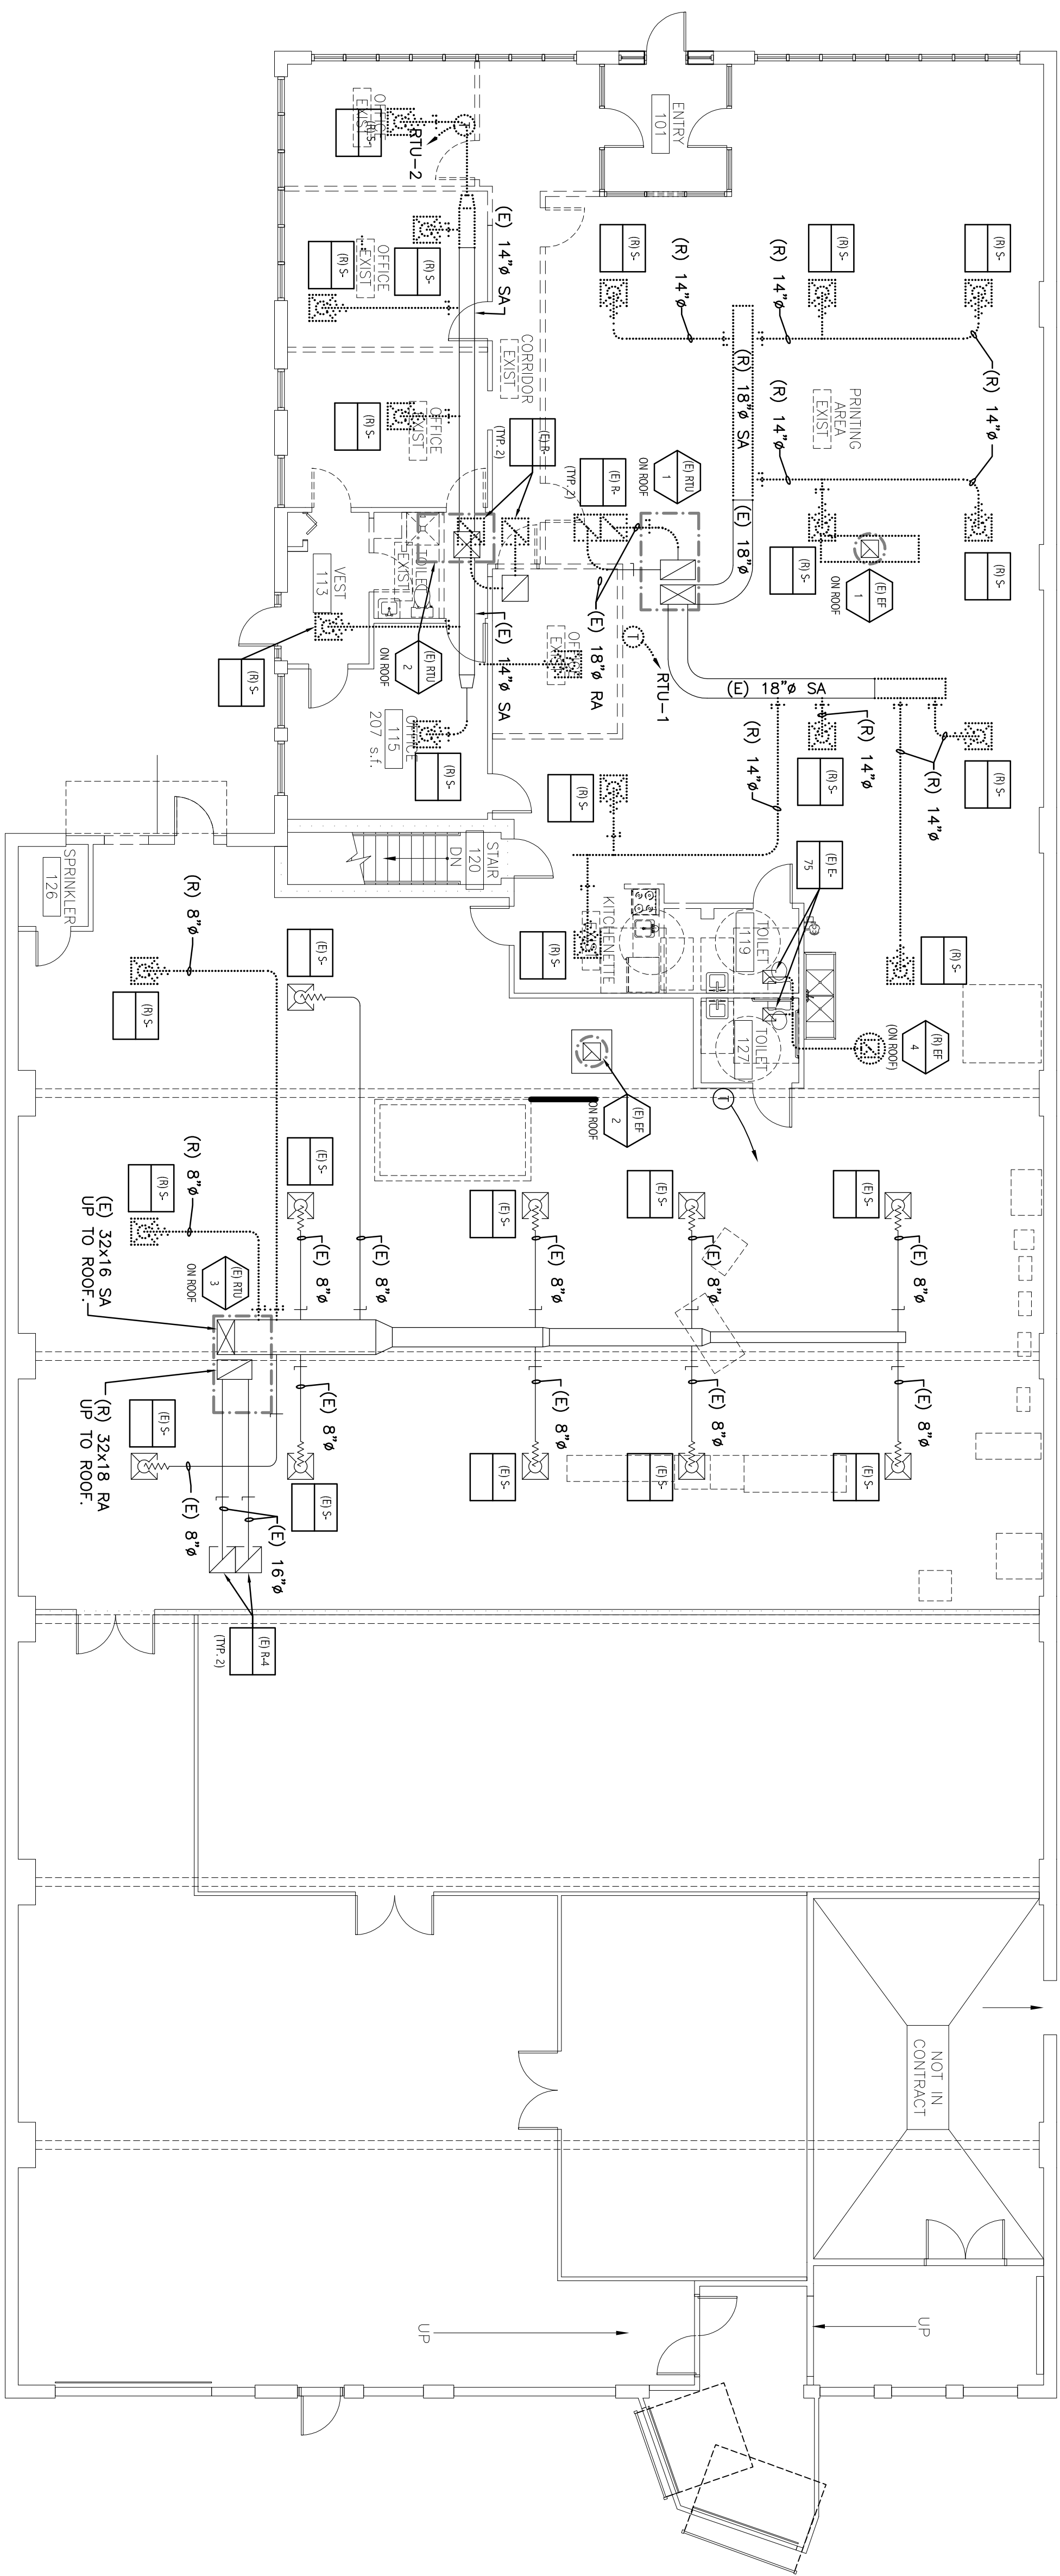 ENTRY
101
OFFICE
EXIST
(R) S-
RTU-2
(R) S-
(R) S-
(R) S-
(R) 14"ø
(R) 14"ø
(R) 14"ø
(R) S-
OFFICE
EXIST
(R) S-
(E) 14"ø SA
CORRIDOR
EXIST
(R) 18"ø SA
(R) 14"ø
PRINTING
AREA
EXIST
(R) 14"ø
OFFICE
EXIST
(R) S-
(E) R-
(TYP. 2)
(E) R-
(TYP. 2)
(E) RTU
1
ON ROOF
(E) 18"ø
(R) S-
(E) EF
1
ON ROOF
(R) S-
VEST
113
TOILET
EXIST
(E) RTU
2
ON ROOF
(E) 14"ø SA
OFFICE
EXIST
(E) 18"ø RA
RTU-1
T
(E) 18"ø SA
(R) S-
OFFICE
115
207 s.f.
(R) S-
(R) S-
(R) 14"ø
(R) 14"ø
(R) S-
(R) 14"ø
(R) S-
STAIR
120
DN
(E) E-
75
KITCHENETTE
TOILET
119
(R) S-
(R) S-
SPRINKLER
126
(R) 8"ø
(R) S-
(E) S-
TOILET
127
(R) EF
4
(ON ROOF)
(E) EF
2
ON ROOF
T
(R) 8"ø
(R) S-
(E) S-
(E) S-
(E) S-
(E) S-
(E) 8"ø
(E) 8"ø
(E) 8"ø
(E) 8"ø
(E) 8"ø
(E) 32x16 SA
UP TO ROOF.
(E) RTU
3
ON ROOF
(R) 32x18 RA
UP TO ROOF.
(E) S-
(E) 8"ø
(E) 8"ø
(E) 8"ø
(E) 8"ø
(E) 8"ø
(E) S-
(E) S-
(E) S-
(E) S-
(E) 16"ø
(E) R-4
(TYP. 2)
NOT IN
CONTRACT
UP
UP